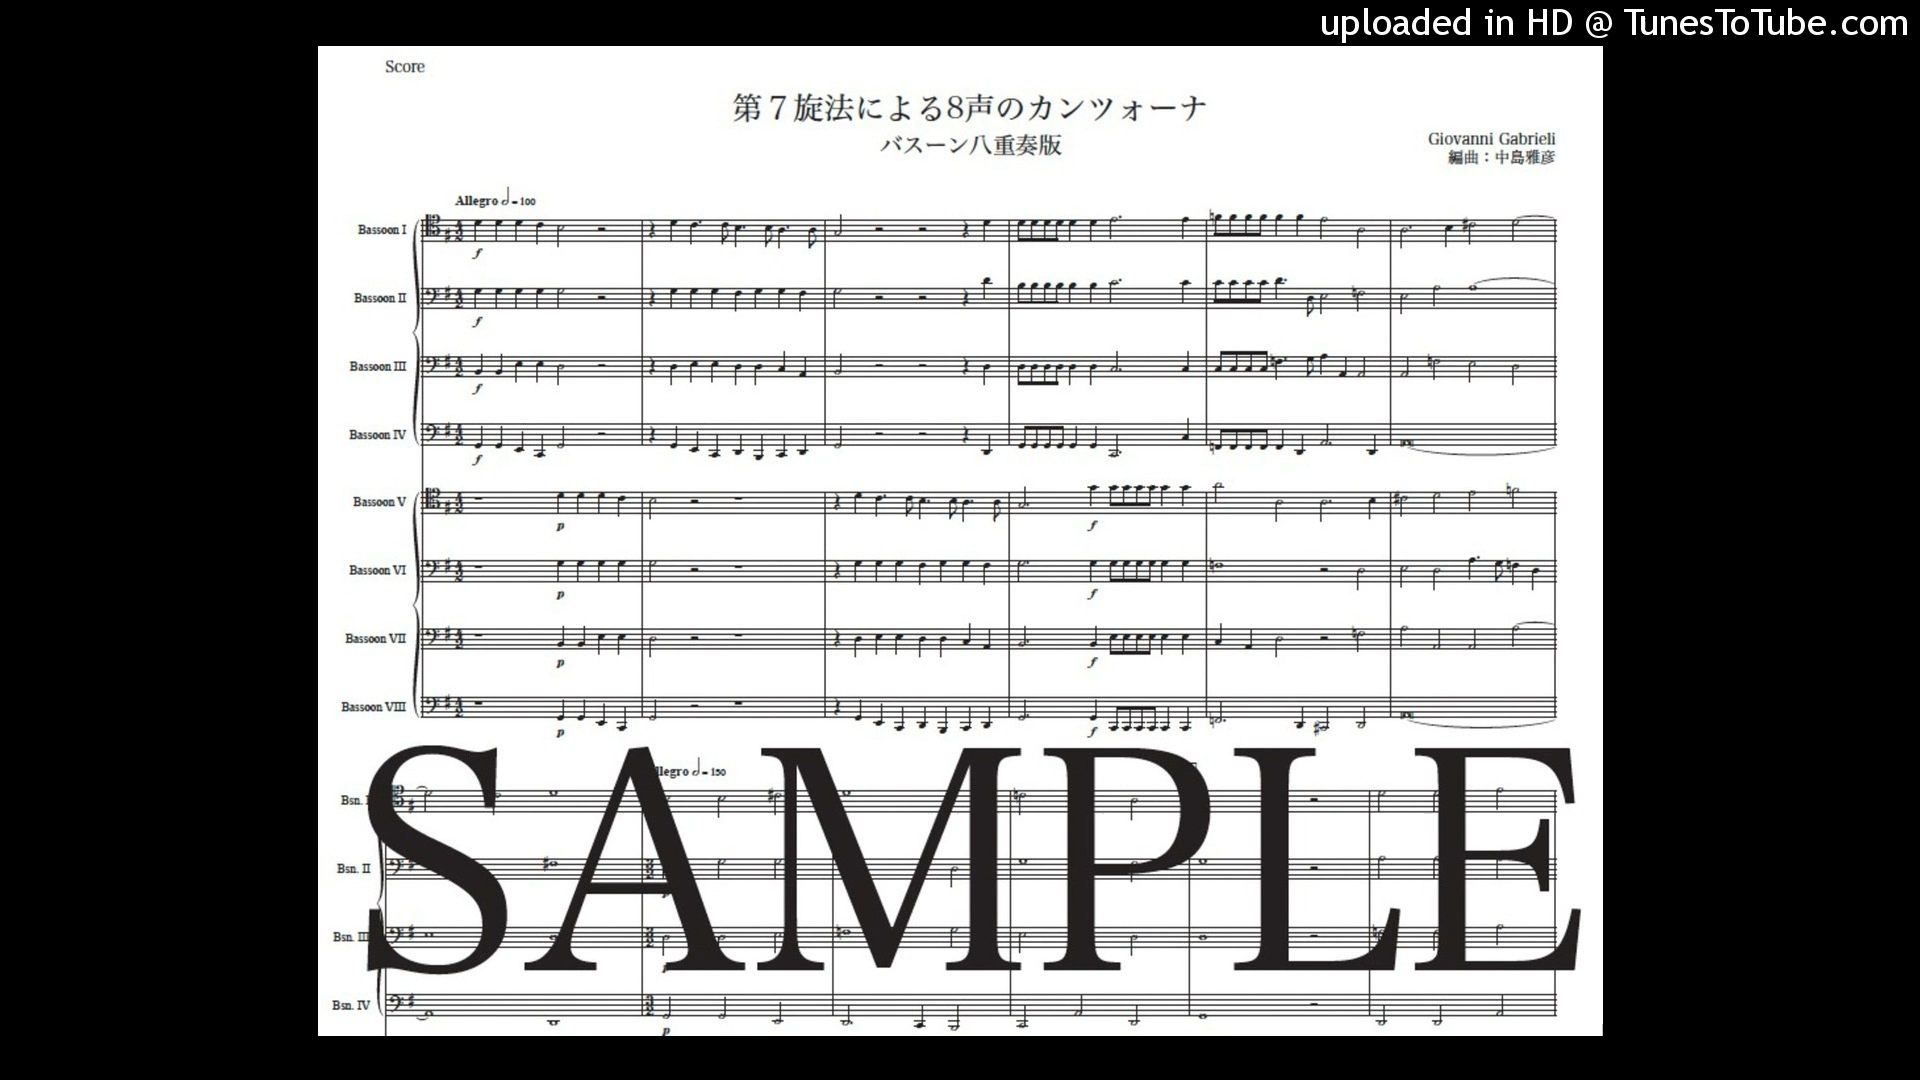 uploaded in HD @ TunesToTube.com
Score
第７旋法による8声のカンツォーナ
バスーン八重奏版
Giovanni Gabrieli
編曲：中島雅彦
Allegro = 100
Bassoon I
f
Bassoon II
f
Bassoon III
f
Bassoon IV
f
Bassoon V
p
f
Bassoon VI
p
f
Bassoon VII
p
f
Bassoon VIII
p
f
SAMPLE
llegro = 150
Bsn. I
Bsn. II
Bsn. III
Bsn. IV
p